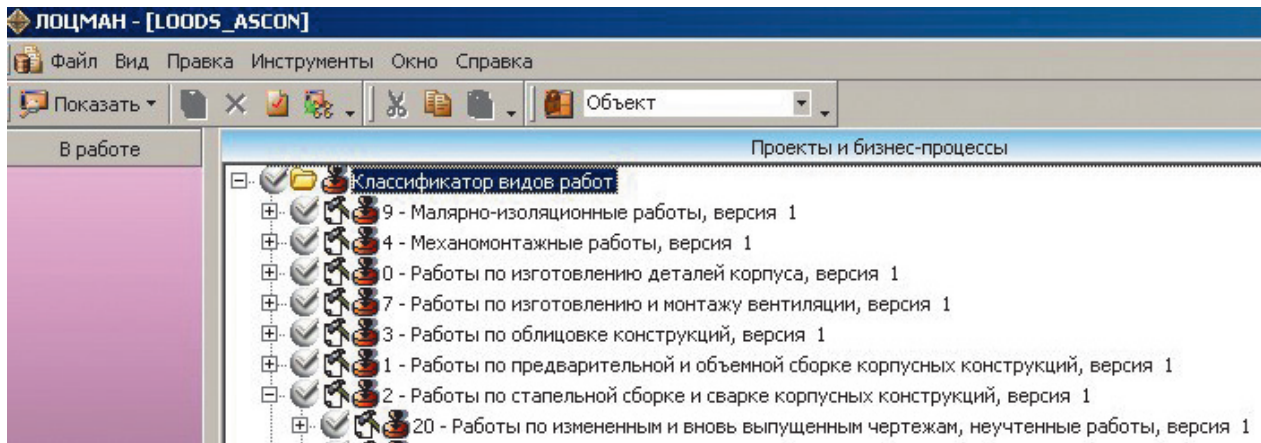 ЛОЦМАН - [LOODS_ASCON]
Файл Вид Правка Инструменты Окно Справка
Показать Объект
В работе Проекты и бизнес-процессы
Классификатор видов работ
9 - Малярно-изоляционные работы, версия 1
4 - Механомонтажные работы, версия 1
0 - Работы по изготовлению деталей корпуса, версия 1
7 - Работы по изготовлению и монтажу вентиляции, версия 1
3 - Работы по облицовке конструкций, версия 1
1 - Работы по предварительной и объемной сборке корпусных конструкций, версия 1
2 - Работы по стапельной сборке и сварке корпусных конструкций, версия 1
20 - Работы по измененным и вновь выпущенным чертежам, неучтенные работы, версия 1